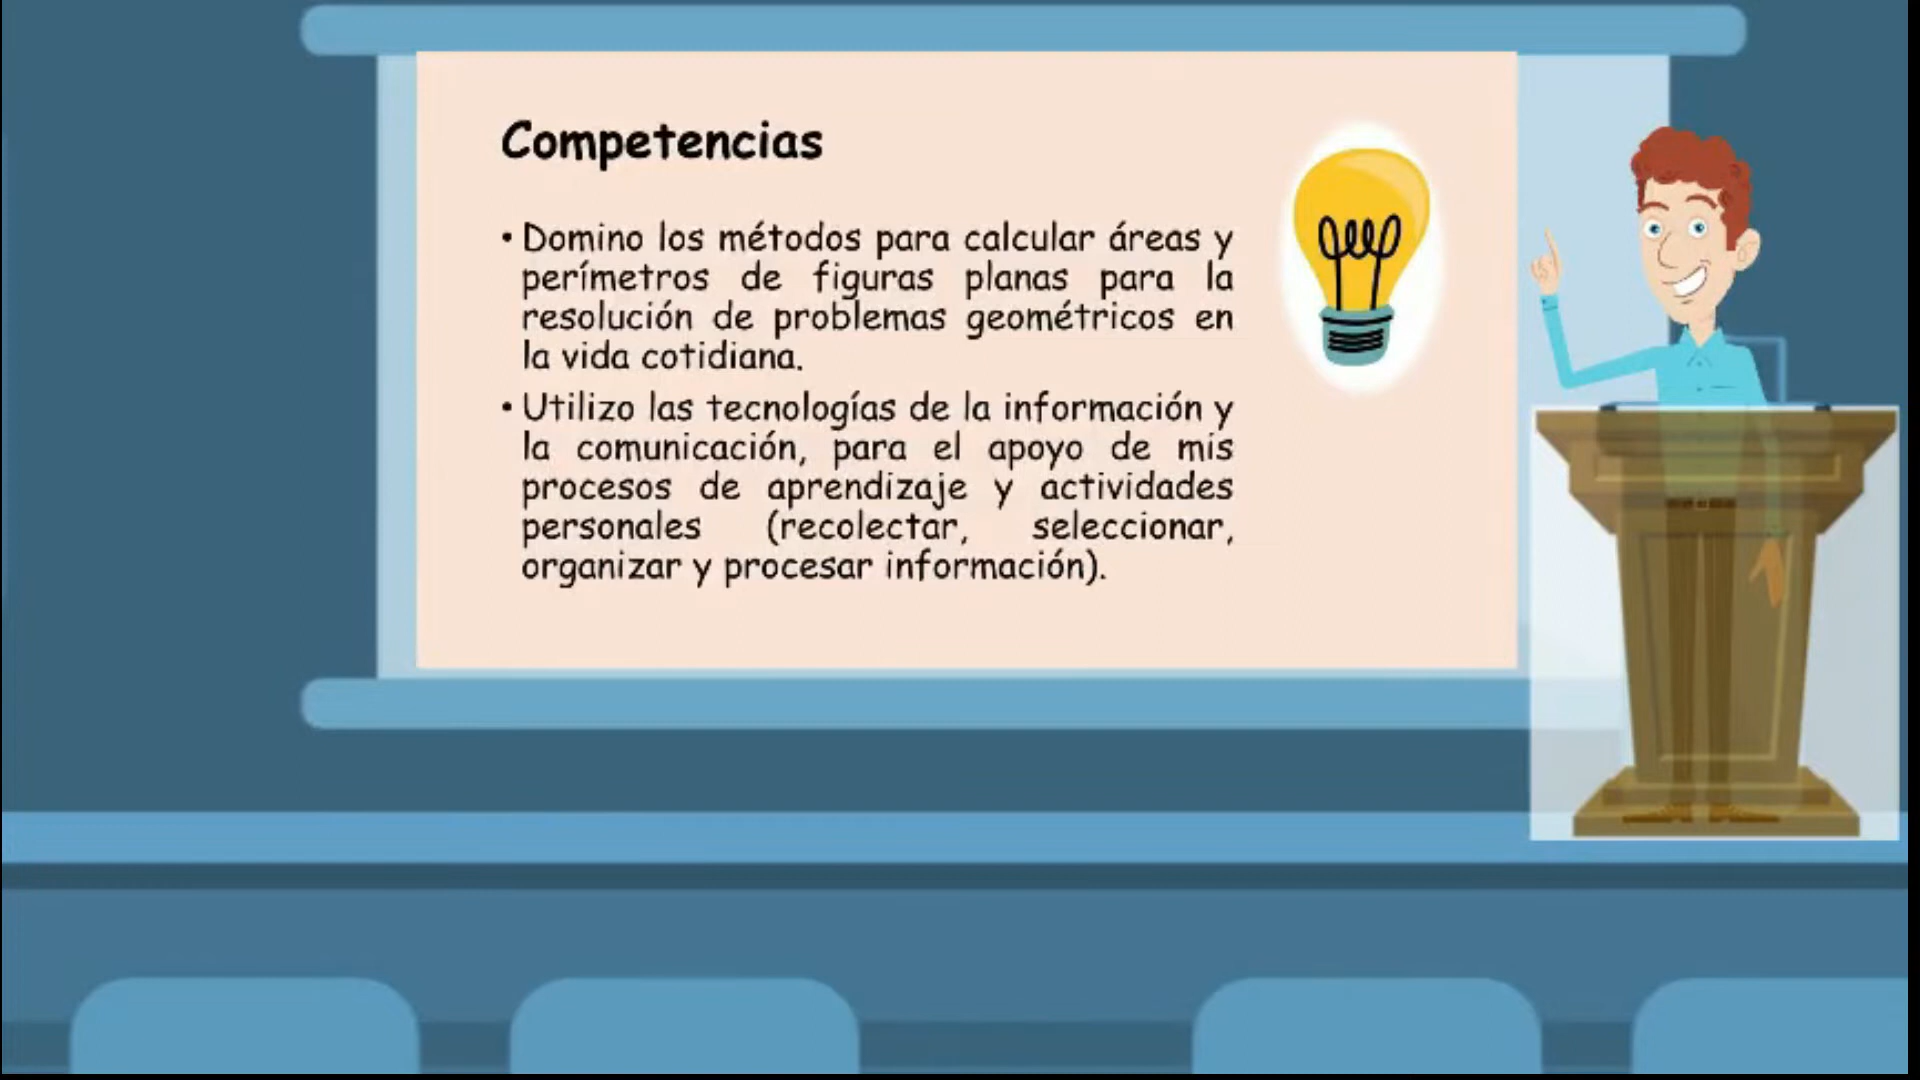 Competencias
• Domino los métodos para calcular áreas y
perímetros de figuras planas para la
resolución de problemas geométricos en
la vida cotidiana.
• Utilizo las tecnologías de la información y
la comunicación, para el apoyo de mis
procesos de aprendizaje y actividades
personales (recolectar, seleccionar,
organizar y procesar información).